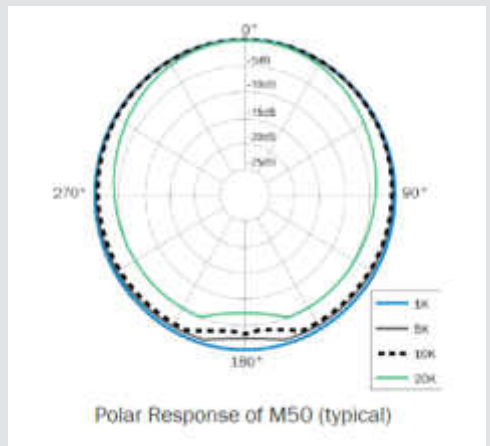 0°
-5dB
-10dB
-15dB
-20dB
-25dB
270°
90°
1K
5K
10K
20K
180°
Polar Response of M50 (typical)